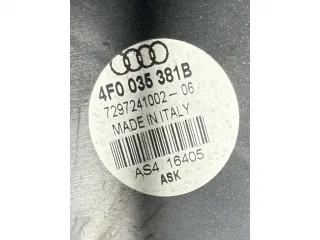 4F0 035 381B
7297241002-06
MADE IN ITALY
AS4 16405
ASK